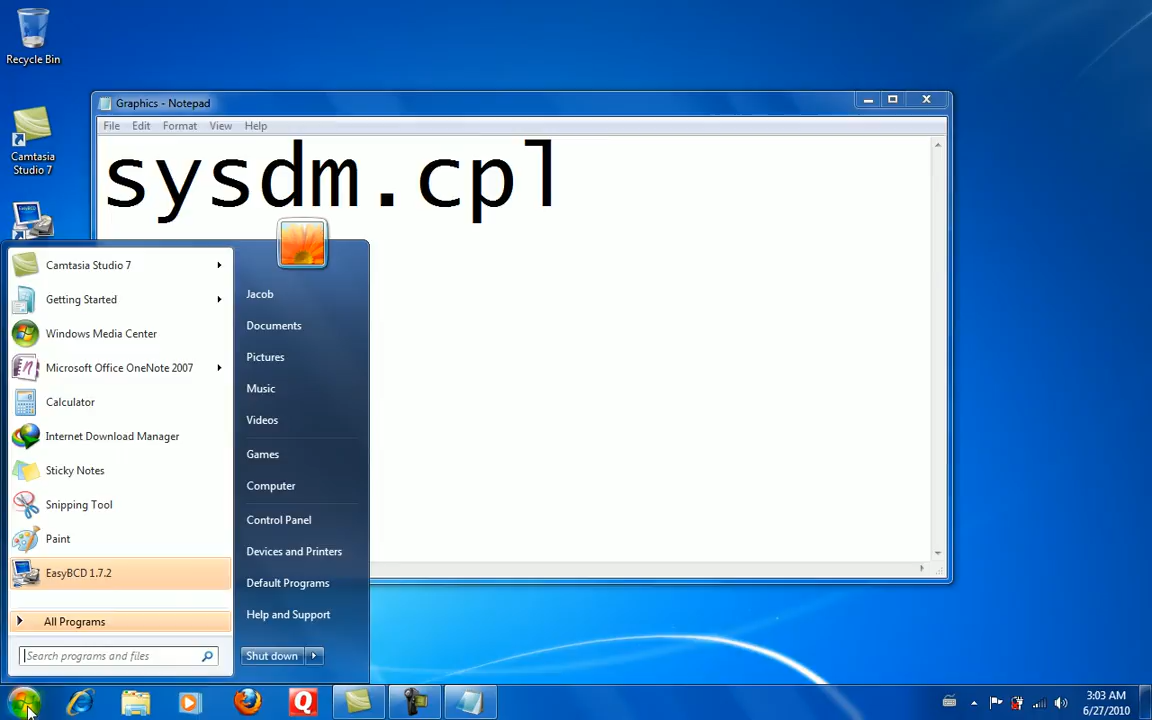 Recycle Bin
Camtasia
Studio 7
Graphics - Notepad
File Edit Format View Help
sysdm.cpl
Camtasia Studio 7
Getting Started
Windows Media Center
Microsoft Office OneNote 2007
Calculator
Internet Download Manager
Sticky Notes
Snipping Tool
Paint
EasyBCD 1.7.2
All Programs
Search programs and files
Jacob
Documents
Pictures
Music
Videos
Games
Computer
Control Panel
Devices and Printers
Default Programs
Help and Support
Shut down
3:03 AM
6/27/2010